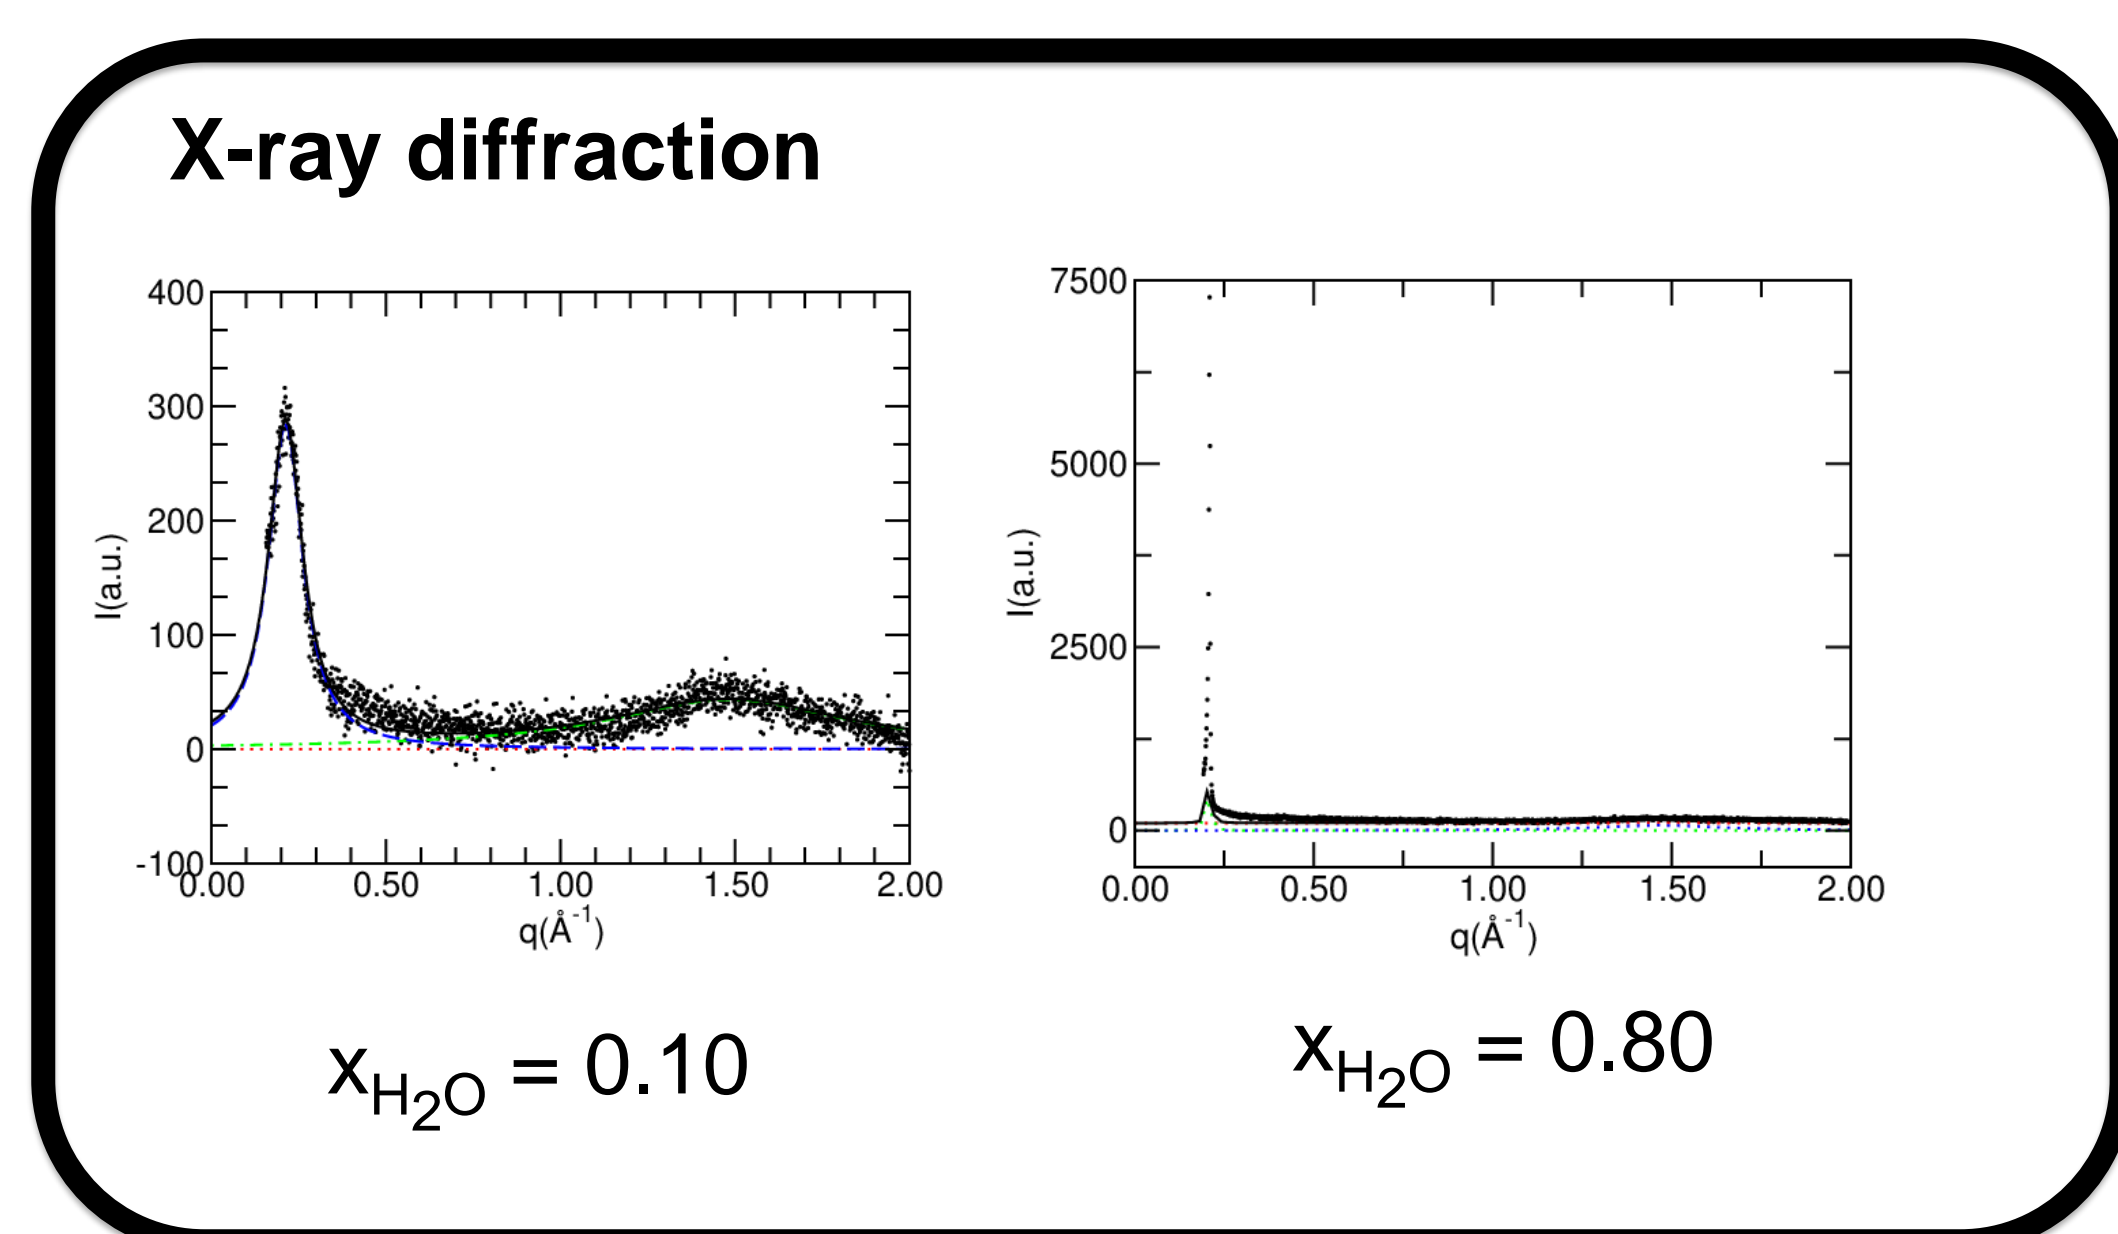 X-ray diffraction
400
300
200
100
0
-100
I(a.u.)
0.00 0.50 1.00 1.50 2.00
q(Å⁻¹)
x_H₂O = 0.10
7500
5000
2500
0
I(a.u.)
0.00 0.50 1.00 1.50 2.00
q(Å⁻¹)
x_H₂O = 0.80